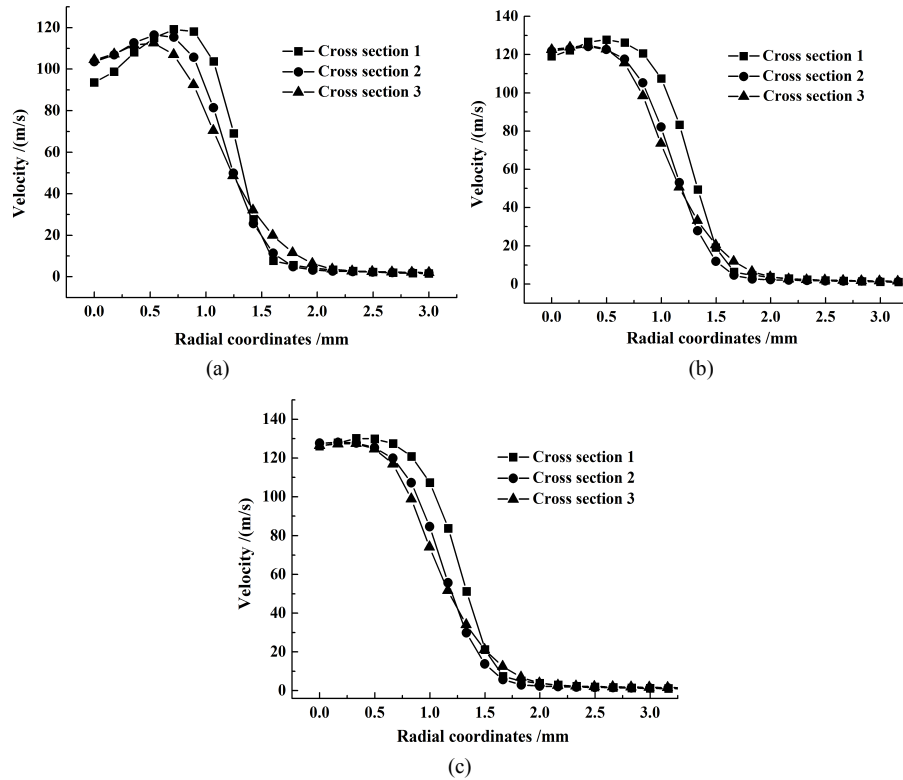 120
100
80
60
40
20
0
Velocity /(m/s)
Cross section 1
Cross section 2
Cross section 3
0.0 0.5 1.0 1.5 2.0 2.5 3.0
Radial coordinates /mm
(a)
140
120
100
80
60
40
20
0
Velocity /(m/s)
Cross section 1
Cross section 2
Cross section 3
0.0 0.5 1.0 1.5 2.0 2.5 3.0
Radial coordinates /mm
(b)
140
120
100
80
60
40
20
0
Velocity /(m/s)
Cross section 1
Cross section 2
Cross section 3
0.0 0.5 1.0 1.5 2.0 2.5 3.0
Radial coordinates /mm
(c)